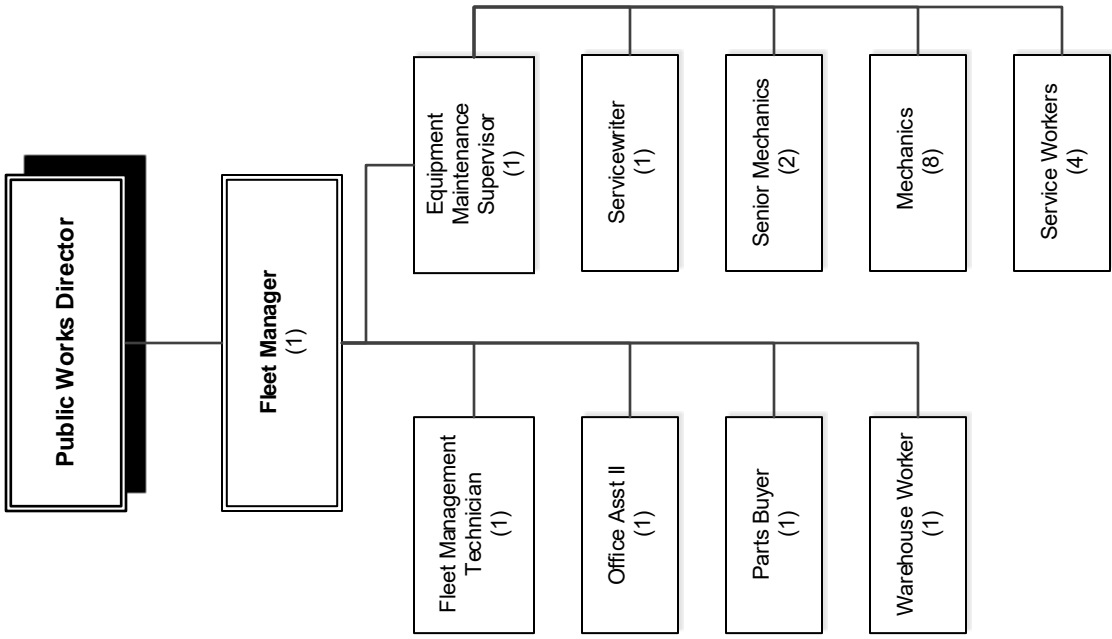 Public Works Director
Fleet Manager
(1)
Fleet Management
Technician
(1)
Office Asst II
(1)
Parts Buyer
(1)
Warehouse Worker
(1)
Equipment
Maintenance
Supervisor
(1)
Servicewriter
(1)
Senior Mechanics
(2)
Mechanics
(8)
Service Workers
(4)